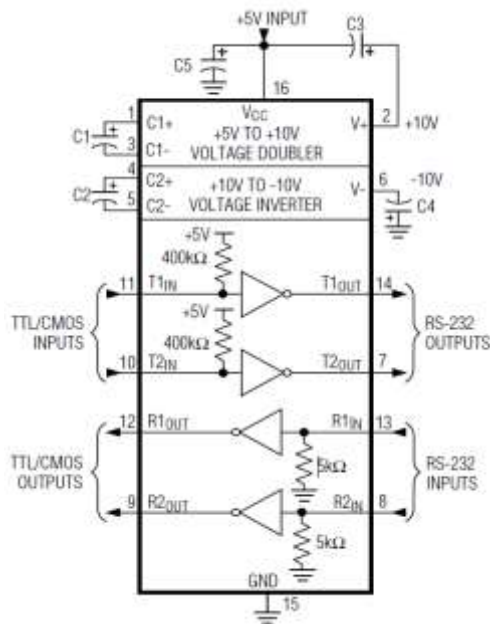 +5V INPUT
C3
+
C5
+
16
1
C1+
VCC
V+
2
+10V
C1
+
+5V TO +10V
VOLTAGE DOUBLER
3
C1-
4
C2+
+10V TO -10V
VOLTAGE INVERTER
V-
6
-10V
C2
+
5
C2-
C4
+
+5V
400kΩ
11
T1IN
T1OUT
14
+5V
TTL/CMOS
INPUTS
RS-232
OUTPUTS
400kΩ
10
T2IN
T2OUT
7
12
R1OUT
R1IN
13
TTL/CMOS
OUTPUTS
5kΩ
RS-232
INPUTS
9
R2OUT
R2IN
8
5kΩ
GND
15